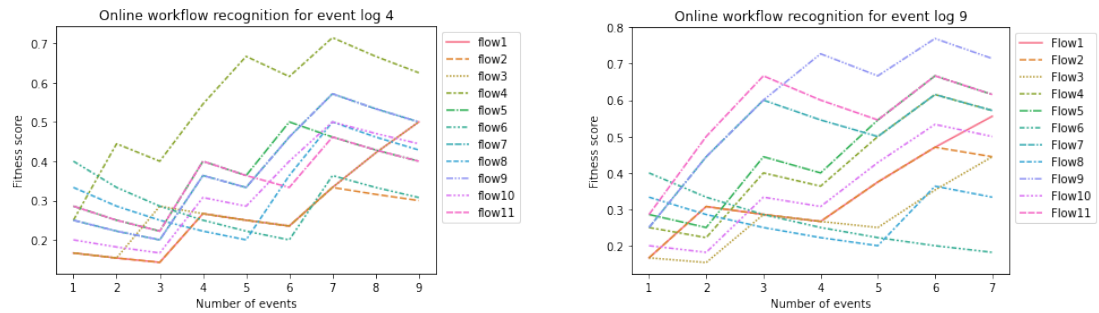 Online workflow recognition for event log 4
Fitness score
0.7
0.6
0.5
0.4
0.3
0.2
1 2 3 4 5 6 7 8 9
Number of events
flow1
flow2
flow3
flow4
flow5
flow6
flow7
flow8
flow9
flow10
flow11
Online workflow recognition for event log 9
Fitness score
0.8
0.7
0.6
0.5
0.4
0.3
0.2
1 2 3 4 5 6 7
Number of events
Flow1
Flow2
Flow3
Flow4
Flow5
Flow6
Flow7
Flow8
Flow9
Flow10
Flow11